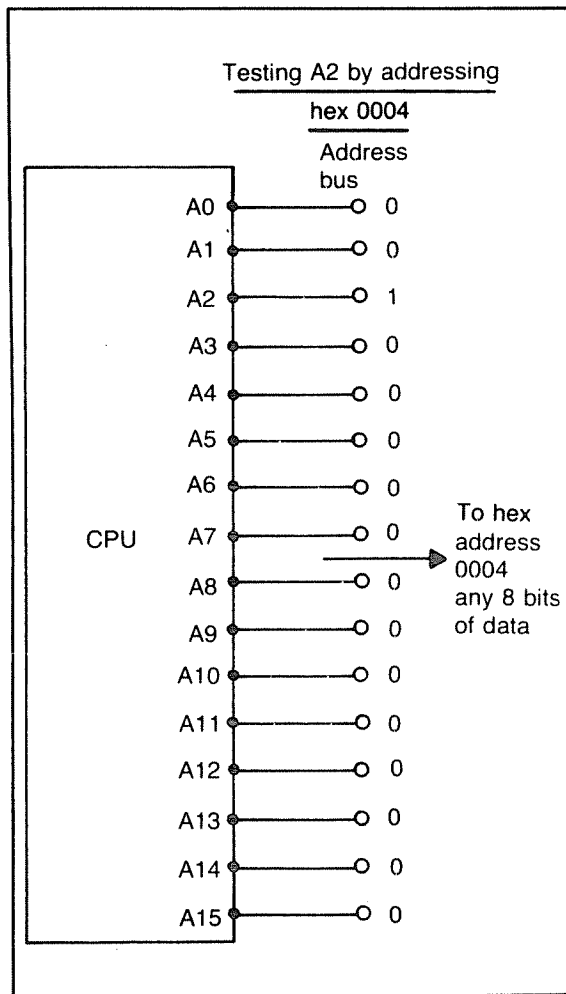 Testing A2 by addressing
hex 0004
Address
bus
A0 0
A1 0
A2 1
A3 0
A4 0
A5 0
A6 0
CPU A7 0
To hex
address
0004
any 8 bits
of data
A8 0
A9 0
A10 0
A11 0
A12 0
A13 0
A14 0
A15 0